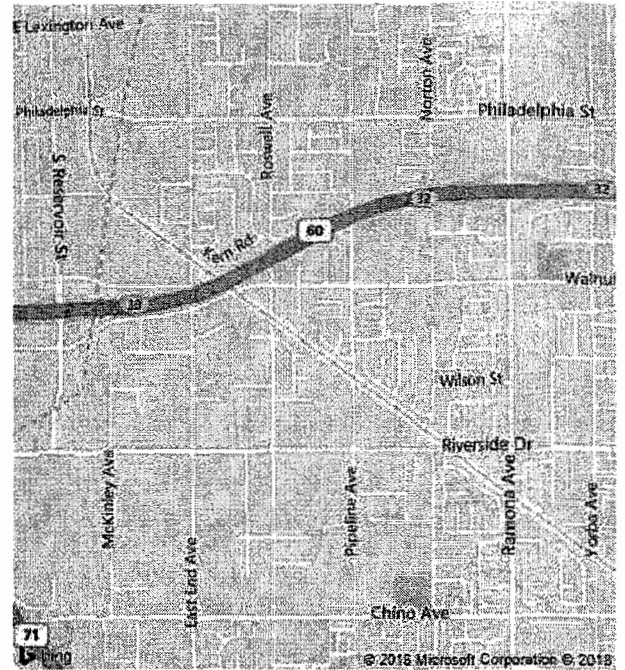 E Lexington Ave
Norton Ave
Philadelphia St
Philadelphia St
Roswell Ave
S Reservoir St
32
32
60
Kern Rd
Walnut
33
Wilson St
Riverside Dr
McKinley Ave
Pipeline Ave
Ramona Ave
Yorba Ave
East End Ave
Chino Ave
71
bing
© 2018 Microsoft Corporation © 2018